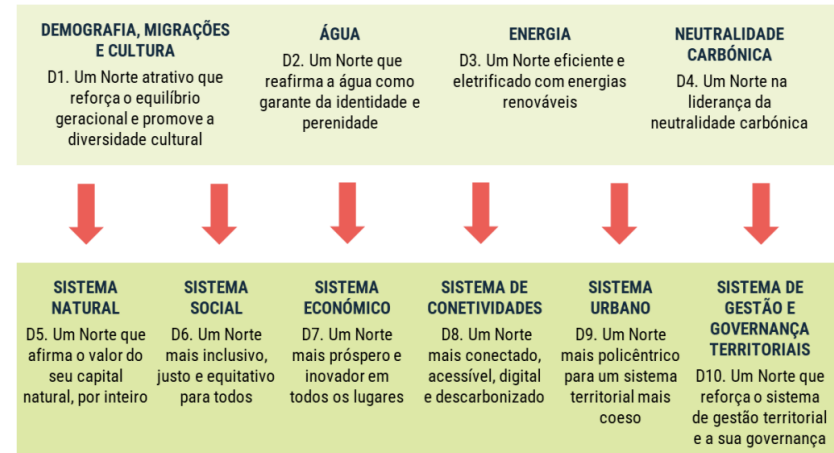 DEMOGRAFIA, MIGRAÇÕES
E CULTURA
D1. Um Norte atrativo que
reforça o equilíbrio
geracional e promove a
diversidade cultural
ÁGUA
D2. Um Norte que
reafirma a água como
garante da identidade e
perenidade
ENERGIA
D3. Um Norte eficiente e
eletrificado com energias
renováveis
NEUTRALIDADE
CARBÓNICA
D4. Um Norte na
liderança da
neutralidade carbónica
SISTEMA
NATURAL
D5. Um Norte que
afirma o valor do
seu capital
natural, por inteiro
SISTEMA
SOCIAL
D6. Um Norte
mais inclusivo,
justo e equitativo
para todos
SISTEMA
ECONÓMICO
D7. Um Norte
mais próspero e
inovador em
todos os lugares
SISTEMA DE
CONETIVIDADES
D8. Um Norte
mais conectado,
acessível, digital
e descarbonizado
SISTEMA
URBANO
D9. Um Norte
mais policêntrico
para um sistema
territorial mais
coeso
SISTEMA DE
GESTÃO E
GOVERNANÇA
TERRITORIAIS
D10. Um Norte que
reforça o sistema
de gestão territorial
e a sua governança